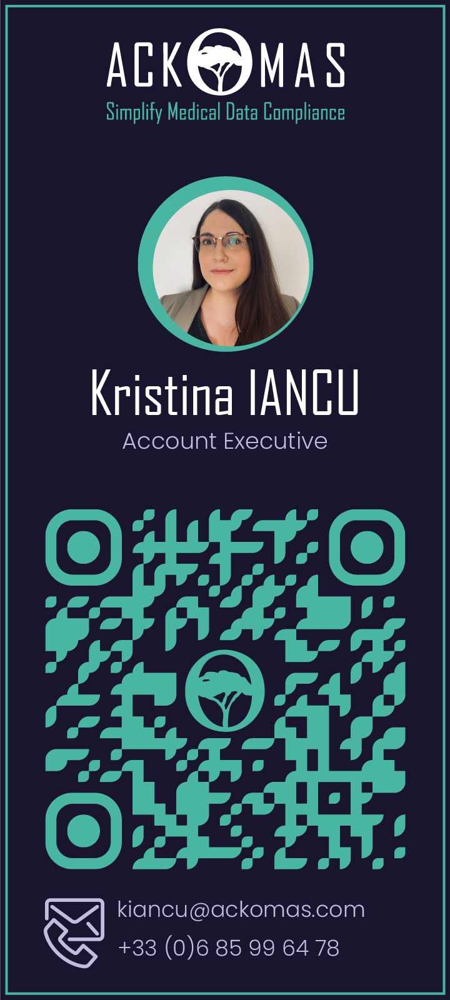 ACKOMAS
Simplify Medical Data Compliance
Kristina IANCU
Account Executive
kiancu@ackomas.com
+33 (0)6 85 99 64 78